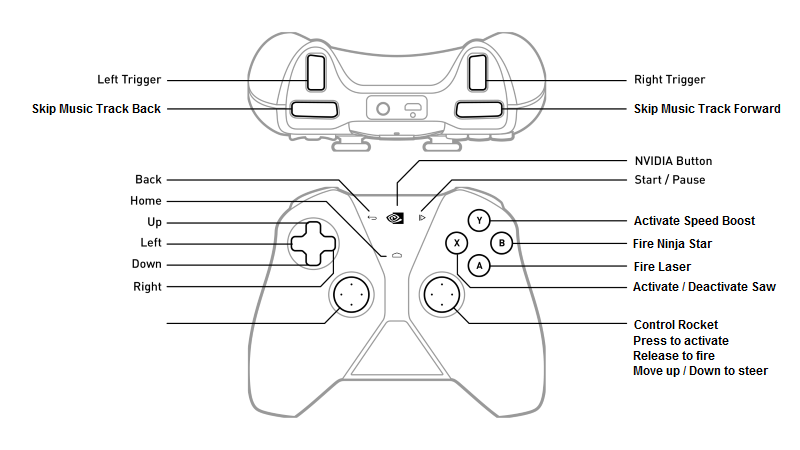 Left Trigger
Right Trigger
Skip Music Track Back
Skip Music Track Forward
NVIDIA Button
Back
Start / Pause
Home
Up
Activate Speed Boost
Left
Fire Ninja Star
Down
Fire Laser
Right
Activate / Deactivate Saw
Y
X
B
A
Control Rocket
Press to activate
Release to fire
Move up / Down to steer